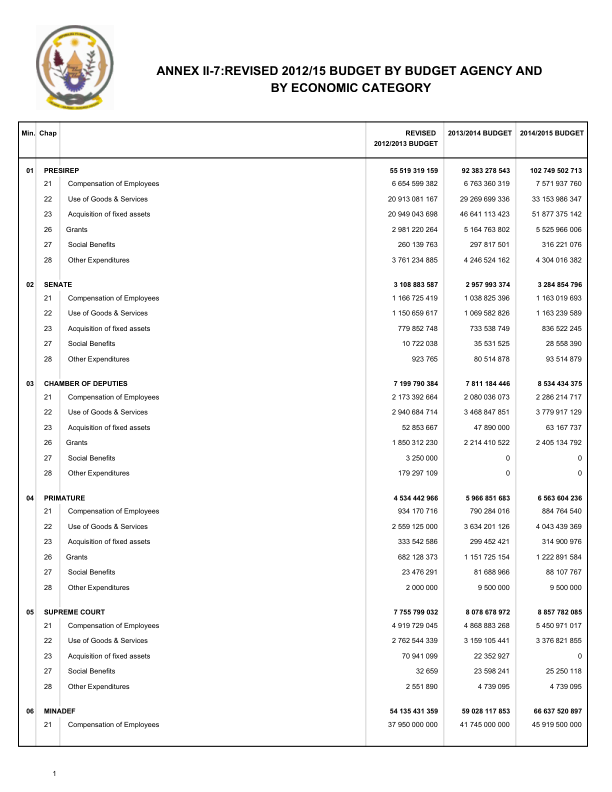 ANNEX II-7:REVISED 2012/15 BUDGET BY BUDGET AGENCY AND
BY ECONOMIC CATEGORY
Min. Chap REVISED 2012/2013 BUDGET 2013/2014 BUDGET 2014/2015 BUDGET
01 PRESIREP 55 519 319 159 92 383 278 543 102 749 502 713
21 Compensation of Employees 6 654 599 382 6 763 360 319 7 571 937 760
22 Use of Goods & Services 20 913 081 167 29 269 699 336 33 153 986 347
23 Acquisition of fixed assets 20 949 043 698 46 641 113 423 51 877 375 142
26 Grants 2 981 220 264 5 164 763 802 5 525 966 006
27 Social Benefits 260 139 763 297 817 501 316 221 076
28 Other Expenditures 3 761 234 885 4 246 524 162 4 304 016 382
02 SENATE 3 108 883 587 2 957 993 374 3 284 854 796
21 Compensation of Employees 1 166 725 419 1 038 825 396 1 163 019 693
22 Use of Goods & Services 1 150 659 617 1 069 582 826 1 163 239 589
23 Acquisition of fixed assets 779 852 748 733 538 749 836 522 245
27 Social Benefits 10 722 038 35 531 525 28 558 390
28 Other Expenditures 923 765 80 514 878 93 514 879
03 CHAMBER OF DEPUTIES 7 199 790 384 7 811 184 446 8 534 434 375
21 Compensation of Employees 2 173 392 664 2 080 036 073 2 286 214 717
22 Use of Goods & Services 2 940 684 714 3 468 847 851 3 779 917 129
23 Acquisition of fixed assets 52 853 667 47 890 000 63 167 737
26 Grants 1 850 312 230 2 214 410 522 2 405 134 792
27 Social Benefits 3 250 000 0 0
28 Other Expenditures 179 297 109 0 0
04 PRIMATURE 4 534 442 966 5 966 851 683 6 563 604 236
21 Compensation of Employees 934 170 716 790 284 016 884 764 540
22 Use of Goods & Services 2 559 125 000 3 634 201 126 4 043 439 369
23 Acquisition of fixed assets 333 542 586 299 452 421 314 900 976
26 Grants 682 128 373 1 151 725 154 1 222 891 584
27 Social Benefits 23 476 291 81 688 966 88 107 767
28 Other Expenditures 2 000 000 9 500 000 9 500 000
05 SUPREME COURT 7 755 799 032 8 078 678 972 8 857 782 085
21 Compensation of Employees 4 919 729 045 4 868 883 268 5 450 971 017
22 Use of Goods & Services 2 762 544 339 3 159 105 441 3 376 821 855
23 Acquisition of fixed assets 70 941 099 22 352 927 0
27 Social Benefits 32 659 23 598 241 25 250 118
28 Other Expenditures 2 551 890 4 739 095 4 739 095
06 MINADEF 54 135 431 359 59 028 117 853 66 637 520 897
21 Compensation of Employees 37 950 000 000 41 745 000 000 45 919 500 000
1